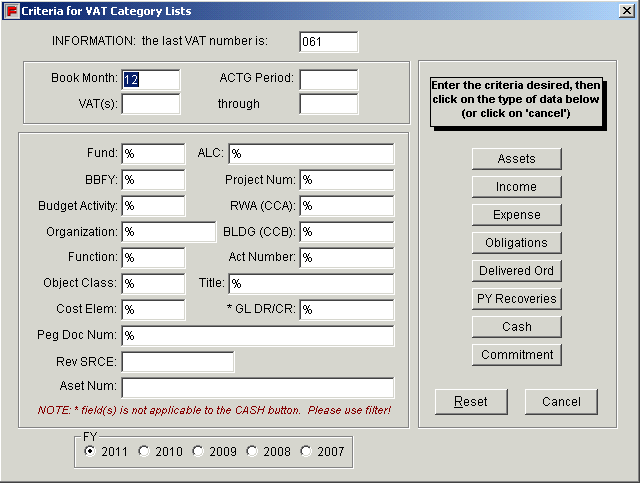 Criteria for VAT Category Lists
INFORMATION: the last VAT number is: 061
Book Month: 12 ACTG Period:
VAT(s): through
Fund: % ALC: %
BBFY: % Project Num: %
Budget Activity: % RWA (CCA): %
Organization: % BLDG (CCB): %
Function: % Act Number: %
Object Class: % Title: %
Cost Elem: % * GL DR/CR: %
Peg Doc Num: %
Rev SRCE:
Aset Num:
NOTE: * field(s) is not applicable to the CASH button. Please use filter!
FY
2011 2010 2009 2008 2007
Enter the criteria desired, then
click on the type of data below
(or click on 'cancel')
Assets
Income
Expense
Obligations
Delivered Ord
PY Recoveries
Cash
Commitment
Reset Cancel